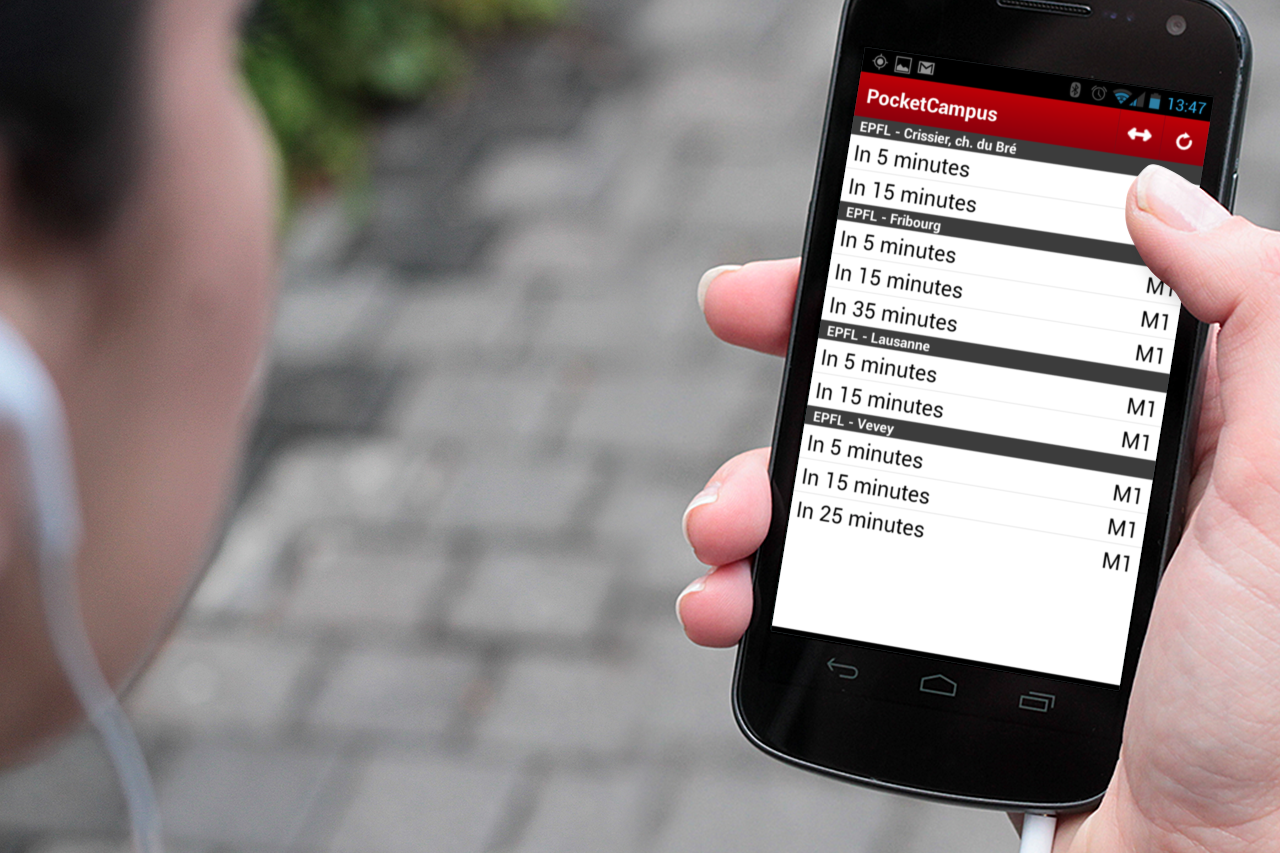 13:47
PocketCampus
EPFL - Crissier, ch. du Bré
In 5 minutes
In 15 minutes
EPFL - Fribourg
In 5 minutes M1
In 15 minutes M1
In 35 minutes M1
EPFL - Lausanne
In 5 minutes M1
In 15 minutes M1
EPFL - Vevey
In 5 minutes M1
In 15 minutes M1
In 25 minutes M1